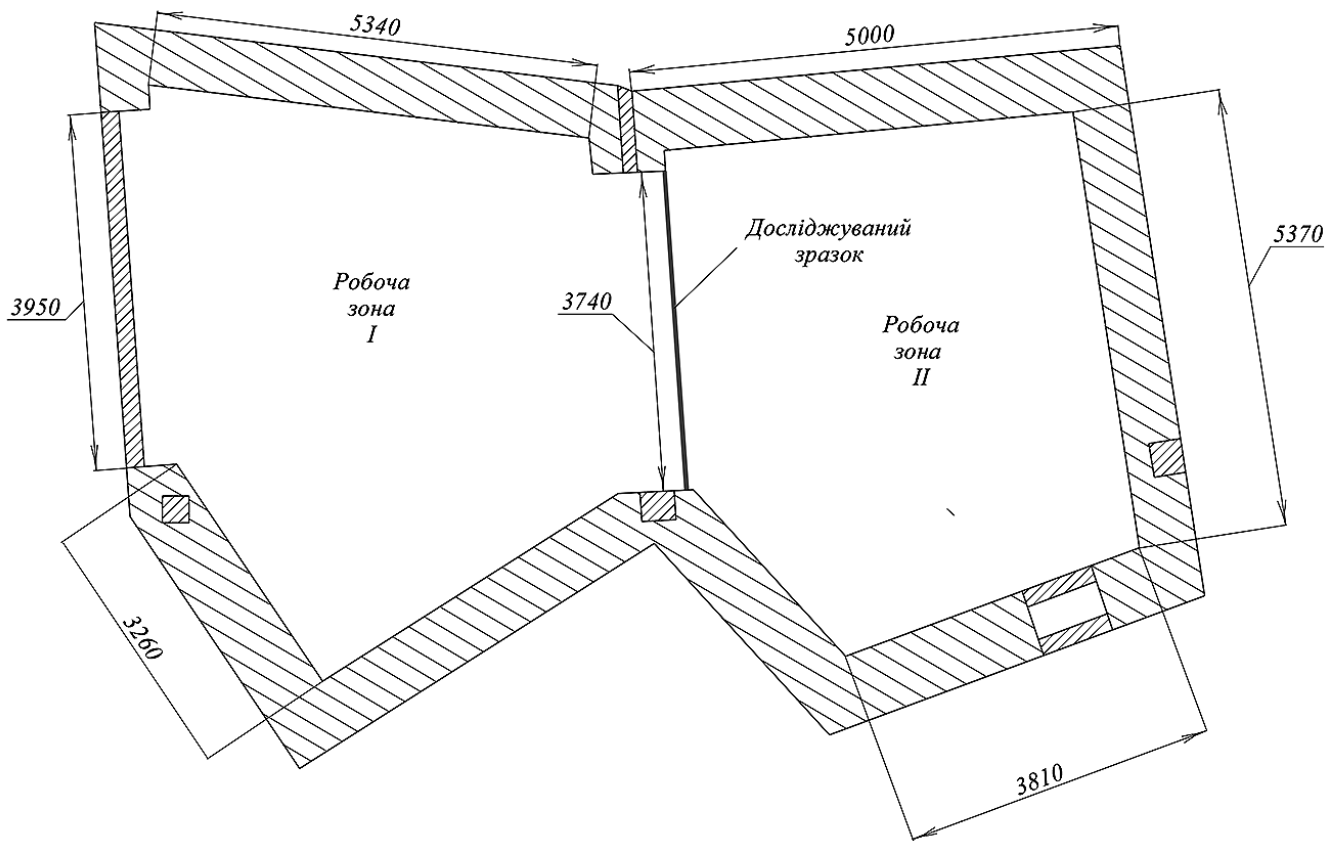 5340
5000
Досліджуваний
зразок
5370
Робоча
зона
I
3950
3740
Робоча
зона
II
3260
3810